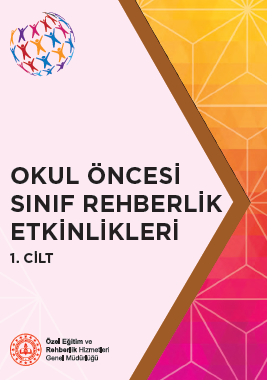 OKUL ÖNCESİ
SINIF REHBERLİK
ETKİNLİKLERİ
1. CİLT
Özel Eğitim ve
Rehberlik Hizmetleri
Genel Müdürlüğü